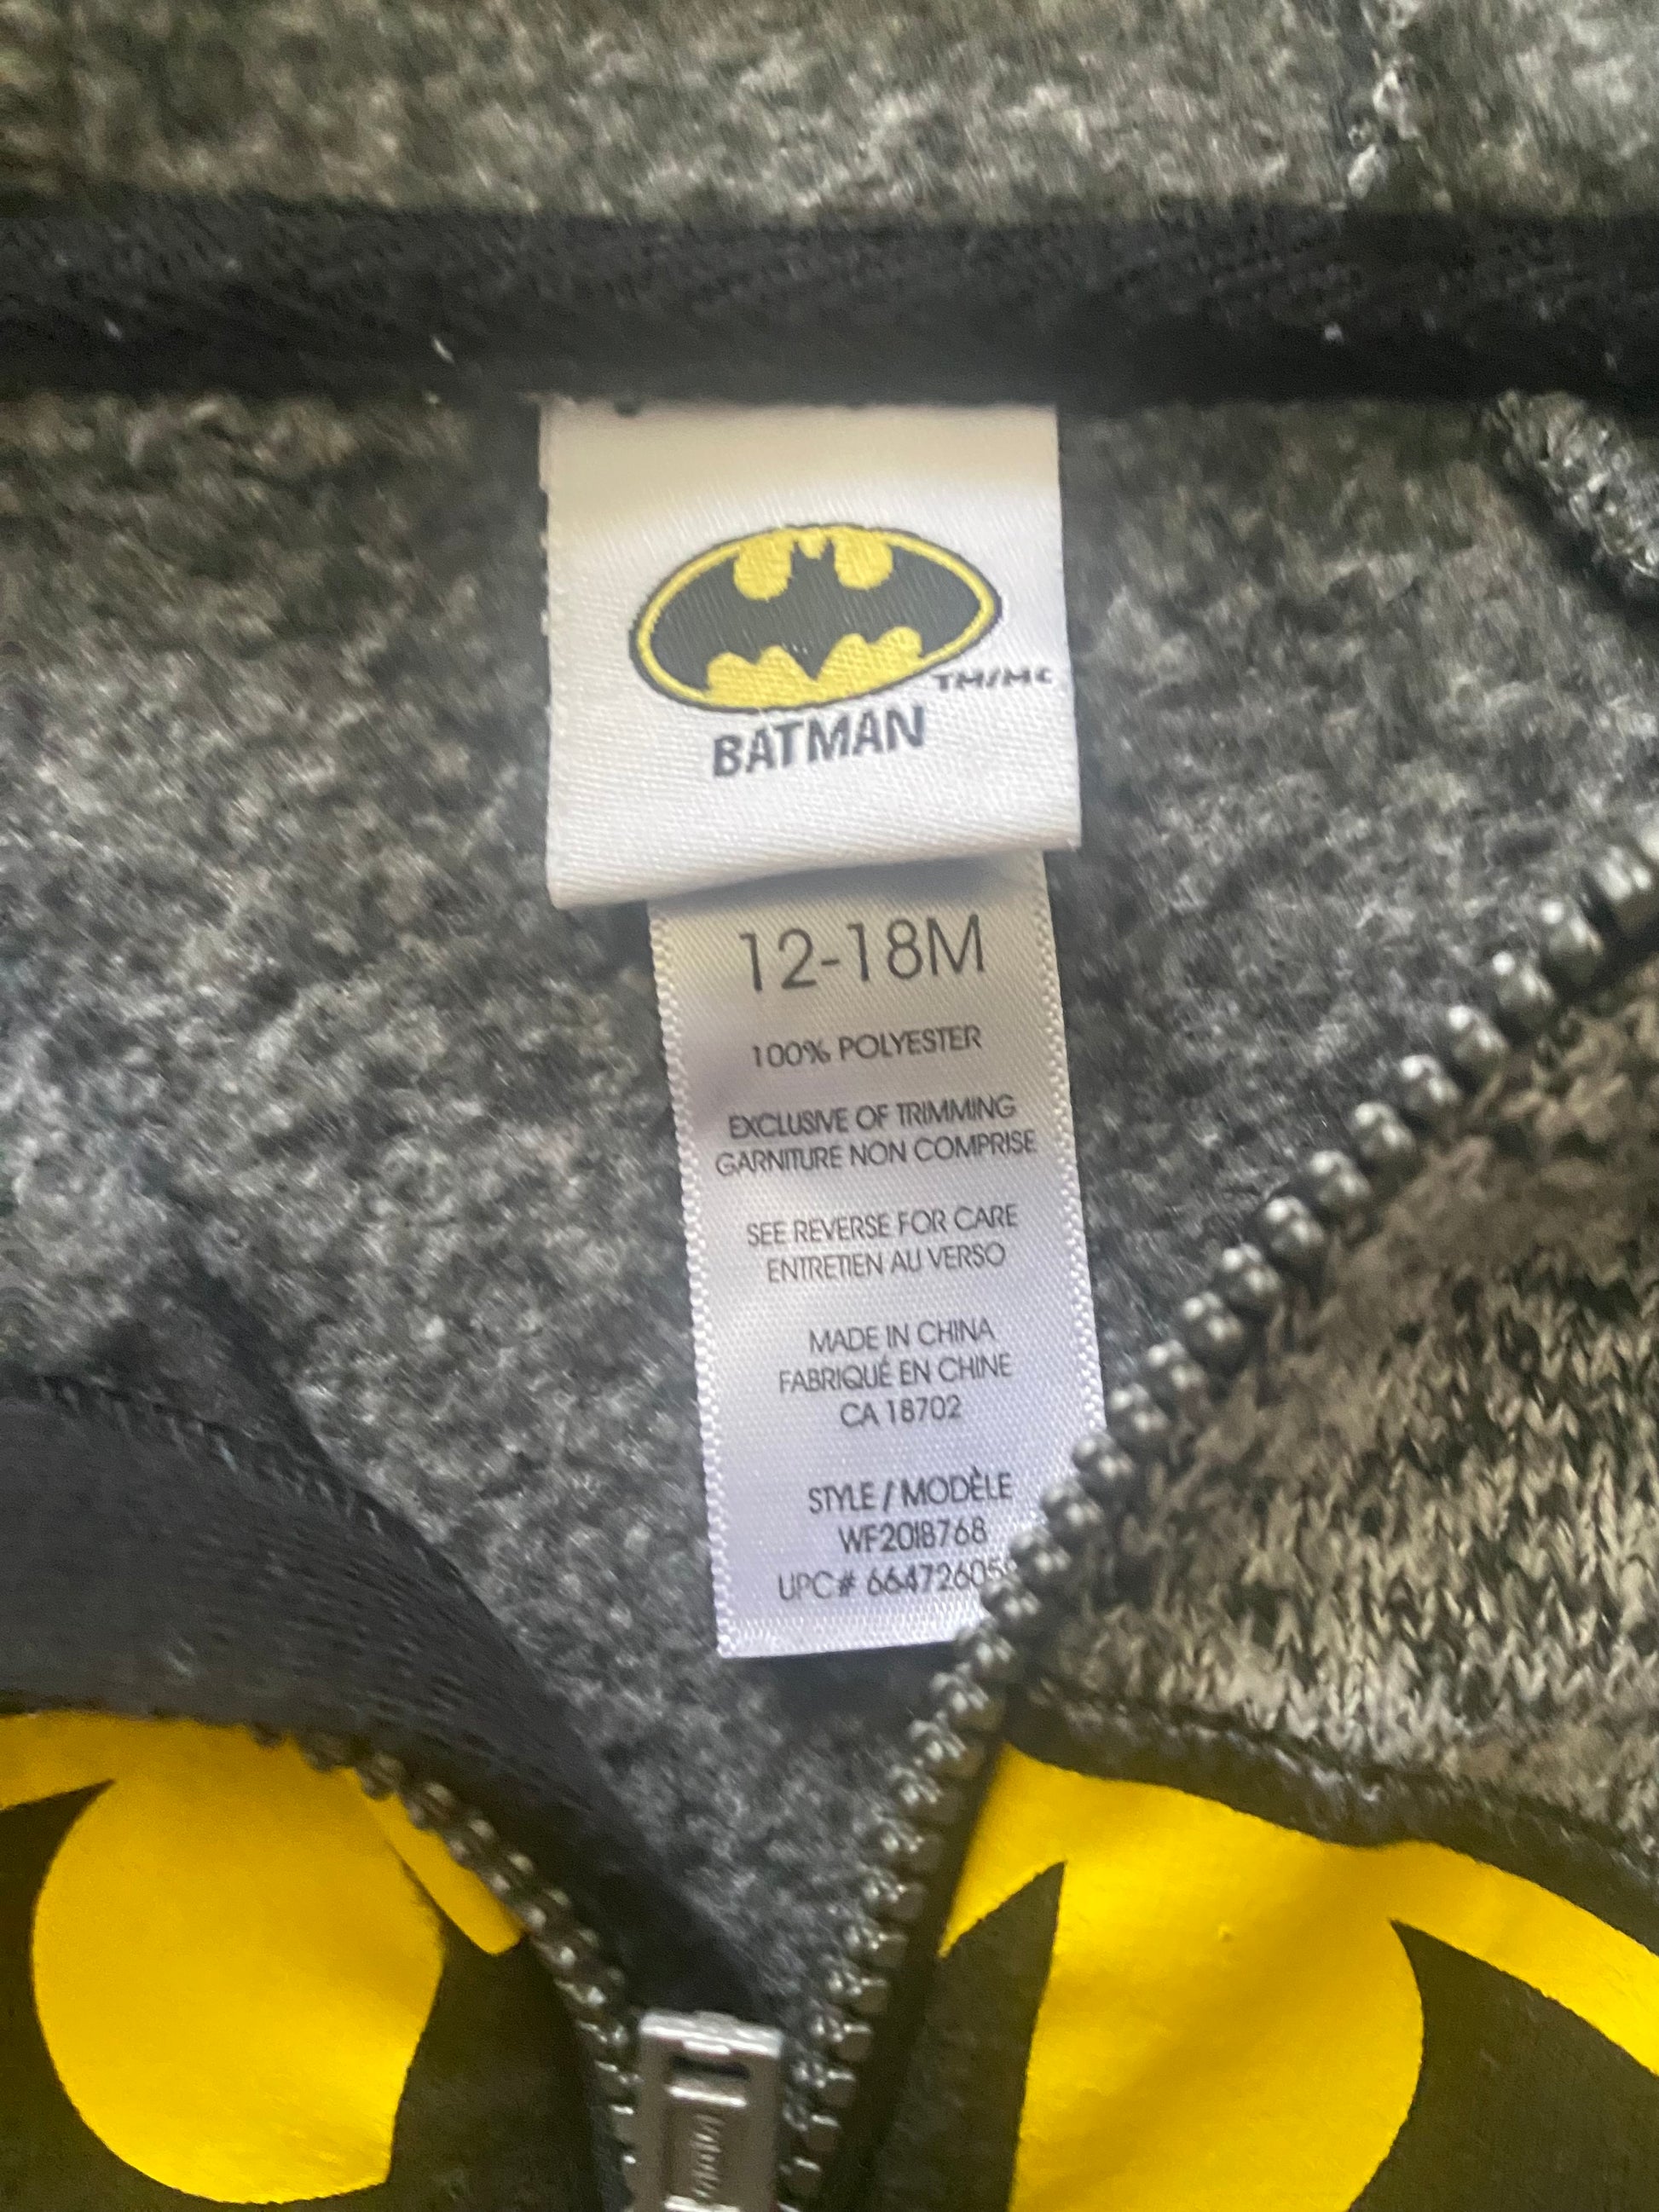 TM/MC
BATMAN
12-18M
100% POLYESTER
EXCLUSIVE OF TRIMMING
GARNITURE NON COMPRISE
SEE REVERSE FOR CARE
ENTRETIEN AU VERSO
MADE IN CHINA
FABRIQUÉ EN CHINE
CA 18702
STYLE / MODÈLE
WF2018768
UPC#